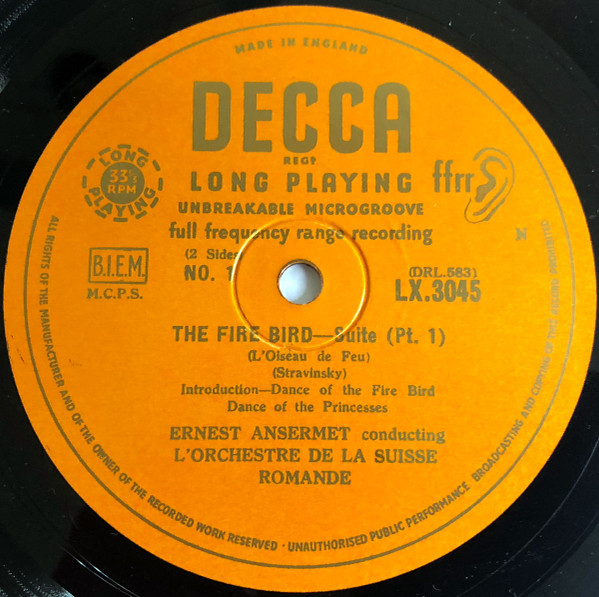 MADE IN ENGLAND
DECCA
REGD
LONG PLAYING
ffrr
LONG
33⅓
RPM
PLAYING
UNBREAKABLE MICROGROOVE
full frequency range recording
(2 Sides
NO. 1
(DRL.583)
LX.3045
N
B.I.E.M.
M.C.P.S.
THE FIRE BIRD—Suite (Pt. 1)
(L'Oiseau de Feu)
(Stravinsky)
Introduction—Dance of the Fire Bird
Dance of the Princesses
ERNEST ANSERMET conducting
L'ORCHESTRE DE LA SUISSE
ROMANDE
ALL RIGHTS OF THE MANUFACTURER AND OF THE OWNER OF THE RECORDED WORK RESERVED · UNAUTHORISED PUBLIC PERFORMANCE BROADCASTING AND COPYING OF THIS RECORD PROHIBITED